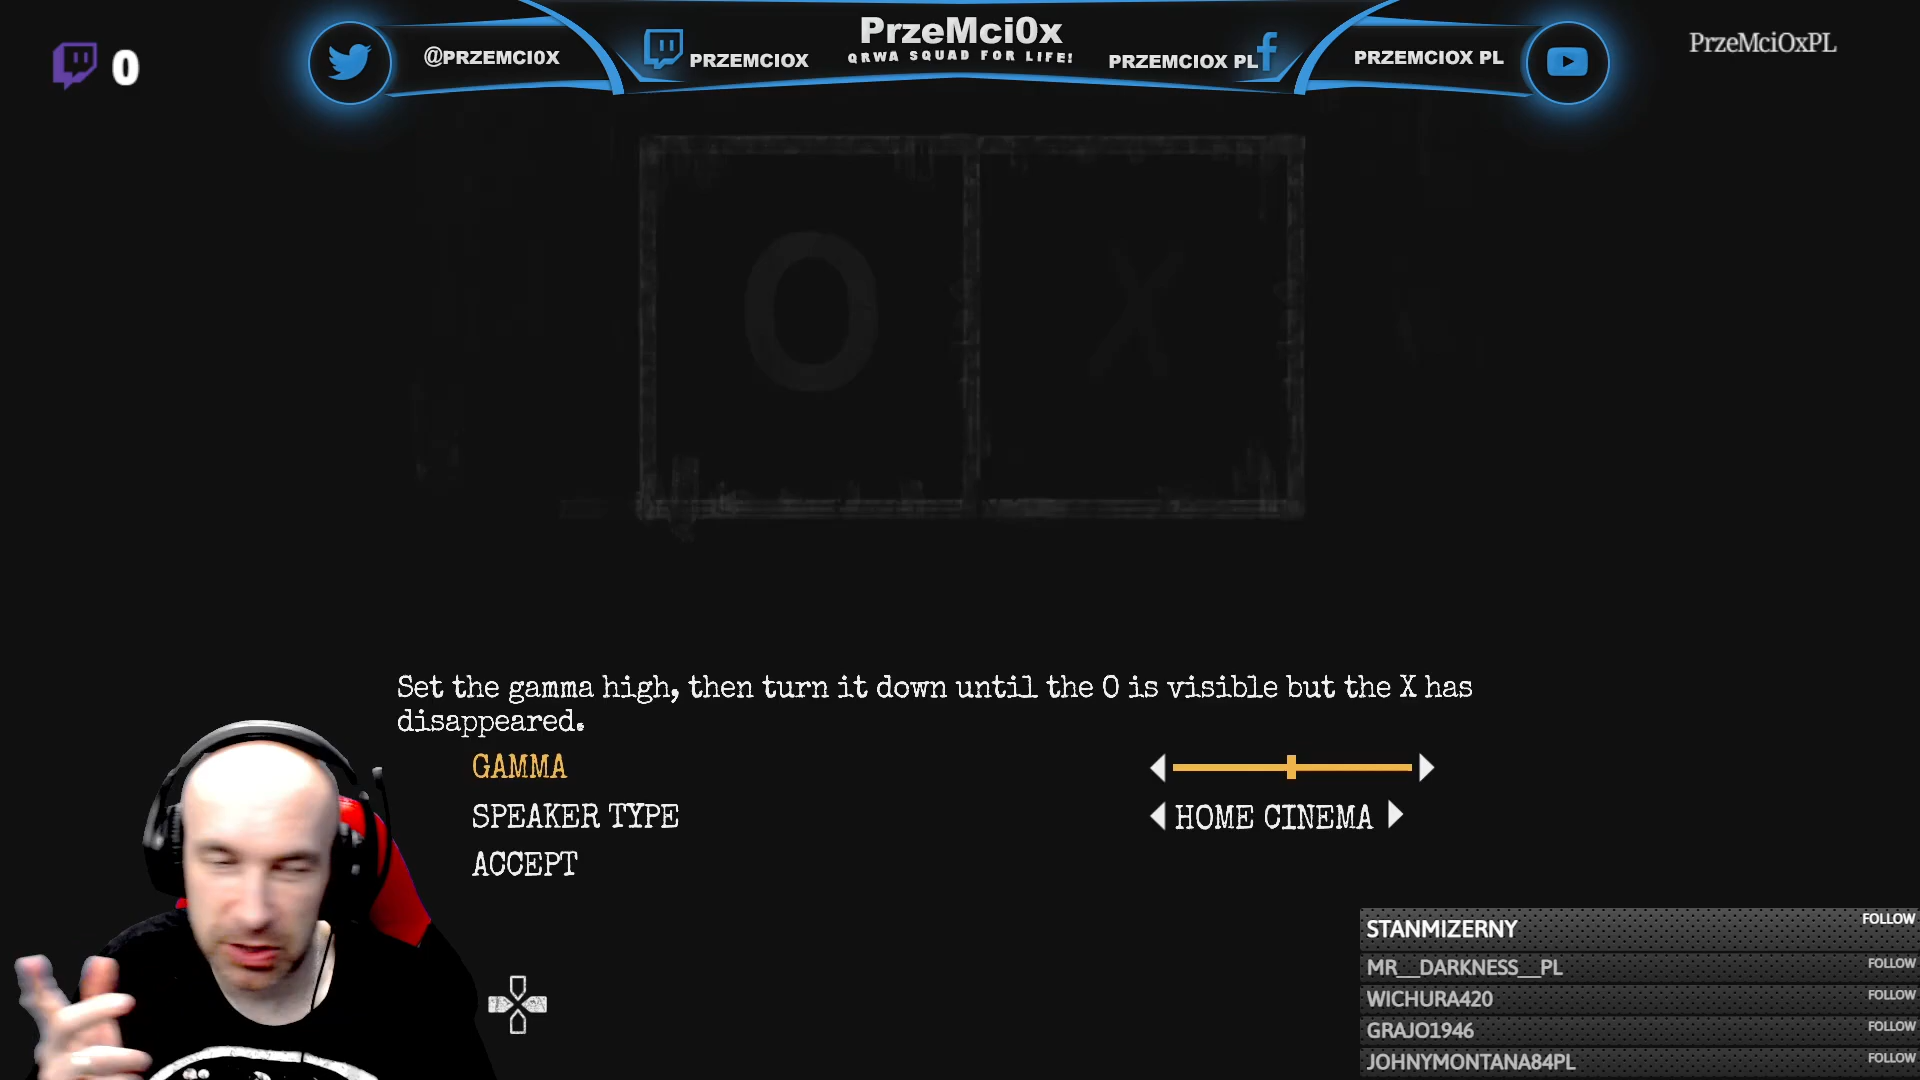 0
@PRZEMCI0X
PRZEMCIOX
PrzeMci0x
QRWA SQUAD FOR LIFE!
PRZEMCIOX PL
PRZEMCIOX PL
PrzeMci0xPL
O X
Set the gamma high, then turn it down until the O is visible but the X has
disappeared.
GAMMA
SPEAKER TYPE HOME CINEMA
ACCEPT
STANMIZERNY FOLLOW
MR__DARKNESS__PL FOLLOW
WICHURA420 FOLLOW
GRAJO1946 FOLLOW
JOHNYMONTANA84PL FOLLOW